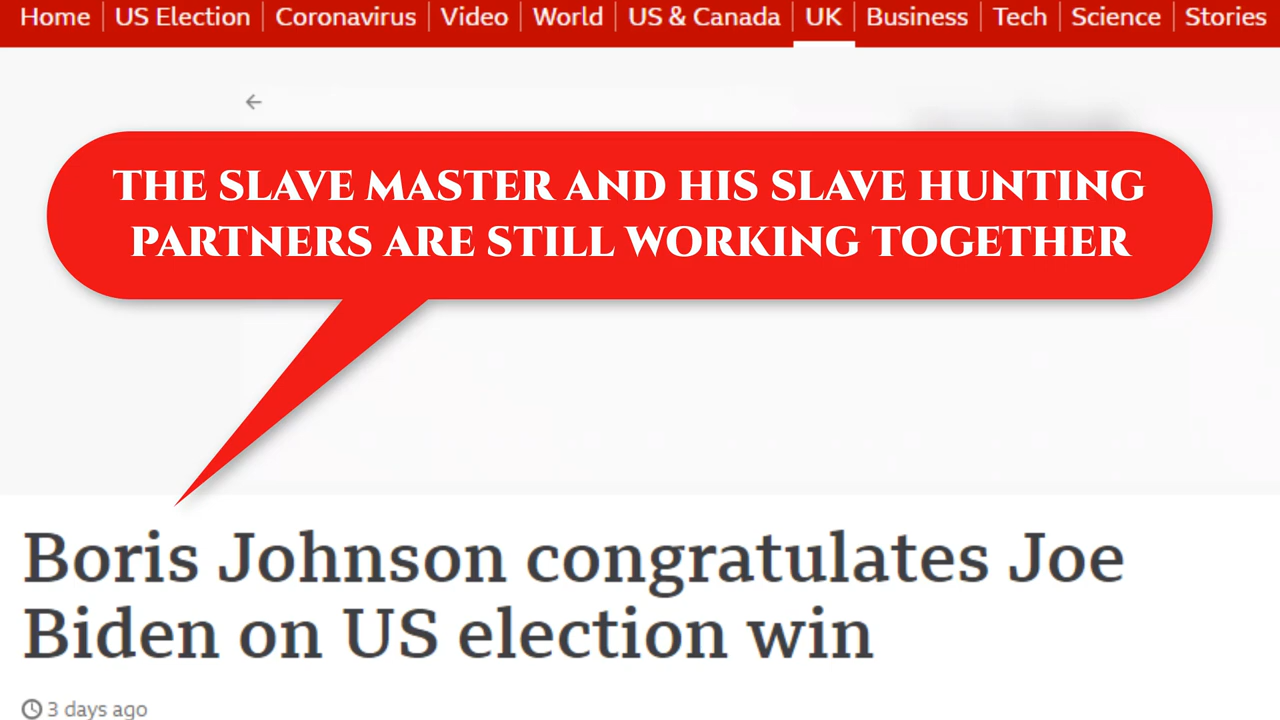 Home US Election Coronavirus Video World US & Canada UK Business Tech Science Stories
THE SLAVE MASTER AND HIS SLAVE HUNTING
PARTNERS ARE STILL WORKING TOGETHER
Boris Johnson congratulates Joe
Biden on US election win
3 days ago